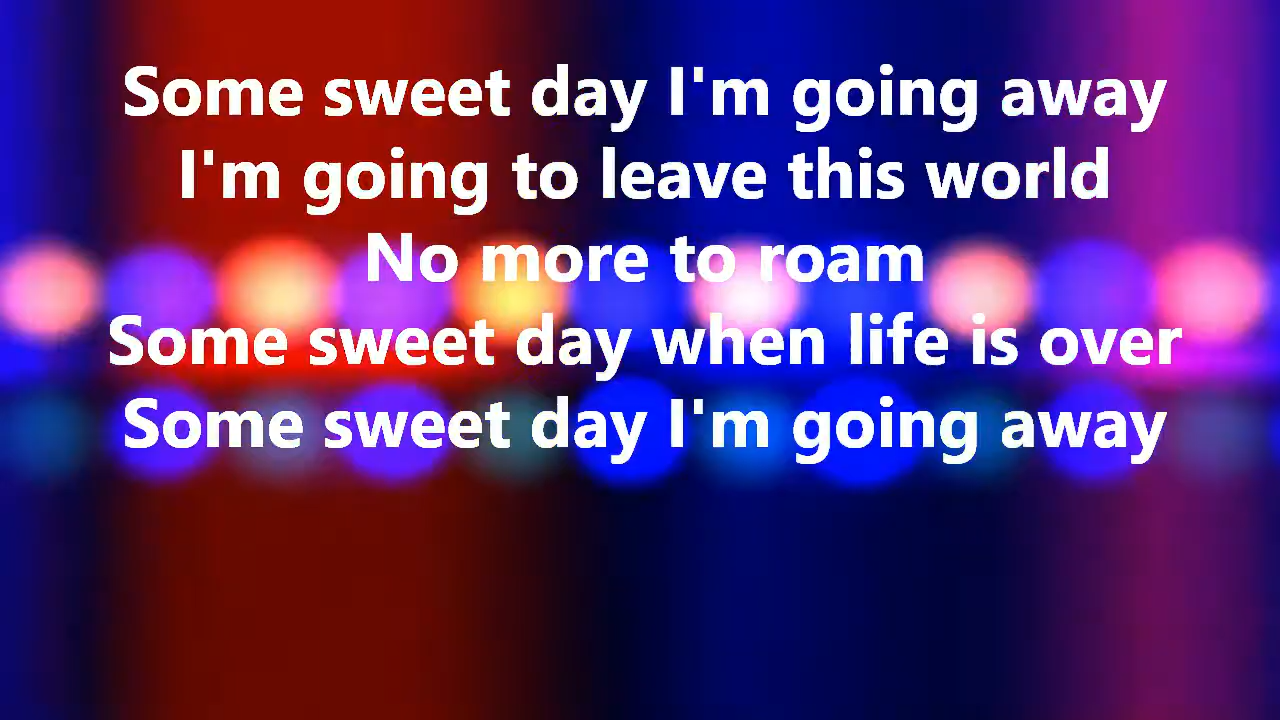 Some sweet day I'm going away
I'm going to leave this world
No more to roam
Some sweet day when life is over
Some sweet day I'm going away